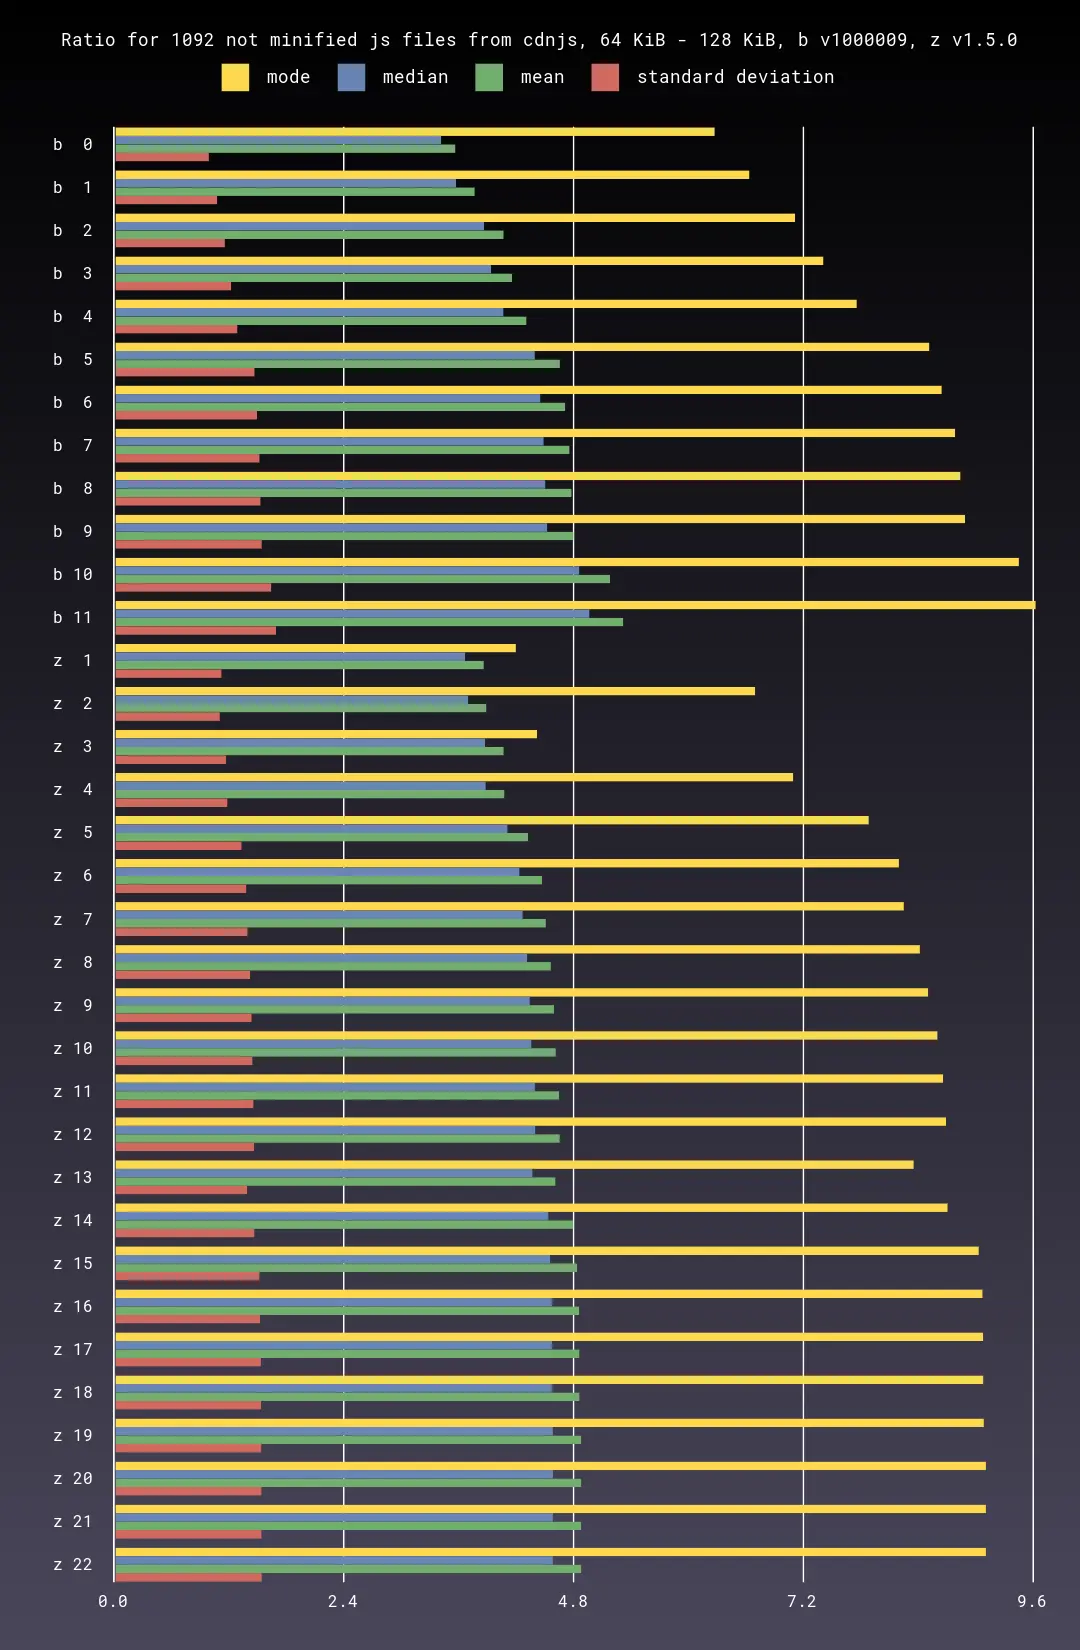 Ratio for 1092 not minified js files from cdnjs, 64 KiB - 128 KiB, b v1000009, z v1.5.0
mode median mean standard deviation
b 0
b 1
b 2
b 3
b 4
b 5
b 6
b 7
b 8
b 9
b 10
b 11
z 1
z 2
z 3
z 4
z 5
z 6
z 7
z 8
z 9
z 10
z 11
z 12
z 13
z 14
z 15
z 16
z 17
z 18
z 19
z 20
z 21
z 22
0.0 2.4 4.8 7.2 9.6